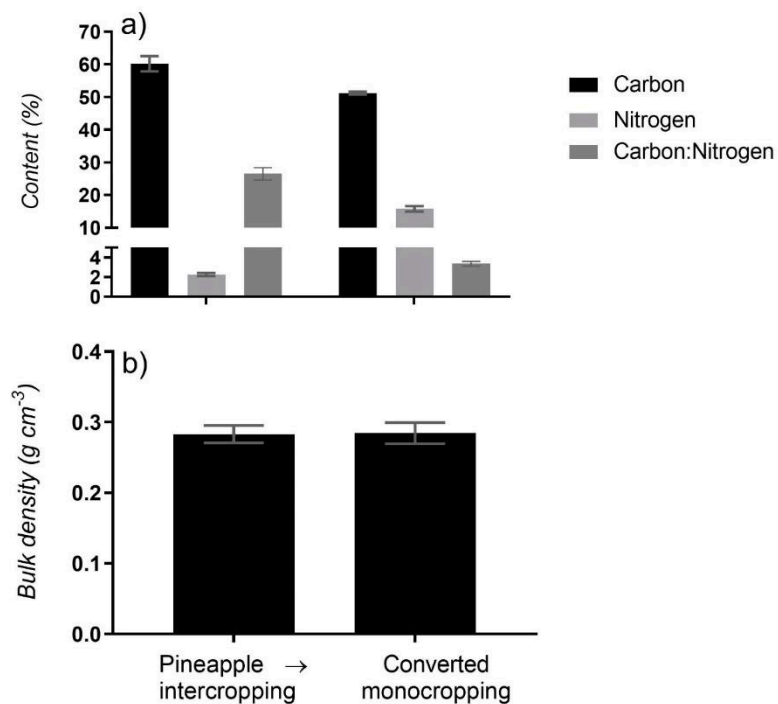 a)
Content (%)
70
60
50
40
30
20
10
4
2
0
Carbon
Nitrogen
Carbon:Nitrogen
b)
Bulk density (g cm⁻³)
0.4
0.3
0.2
0.1
0.0
Pineapple →
intercropping
Converted
monocropping